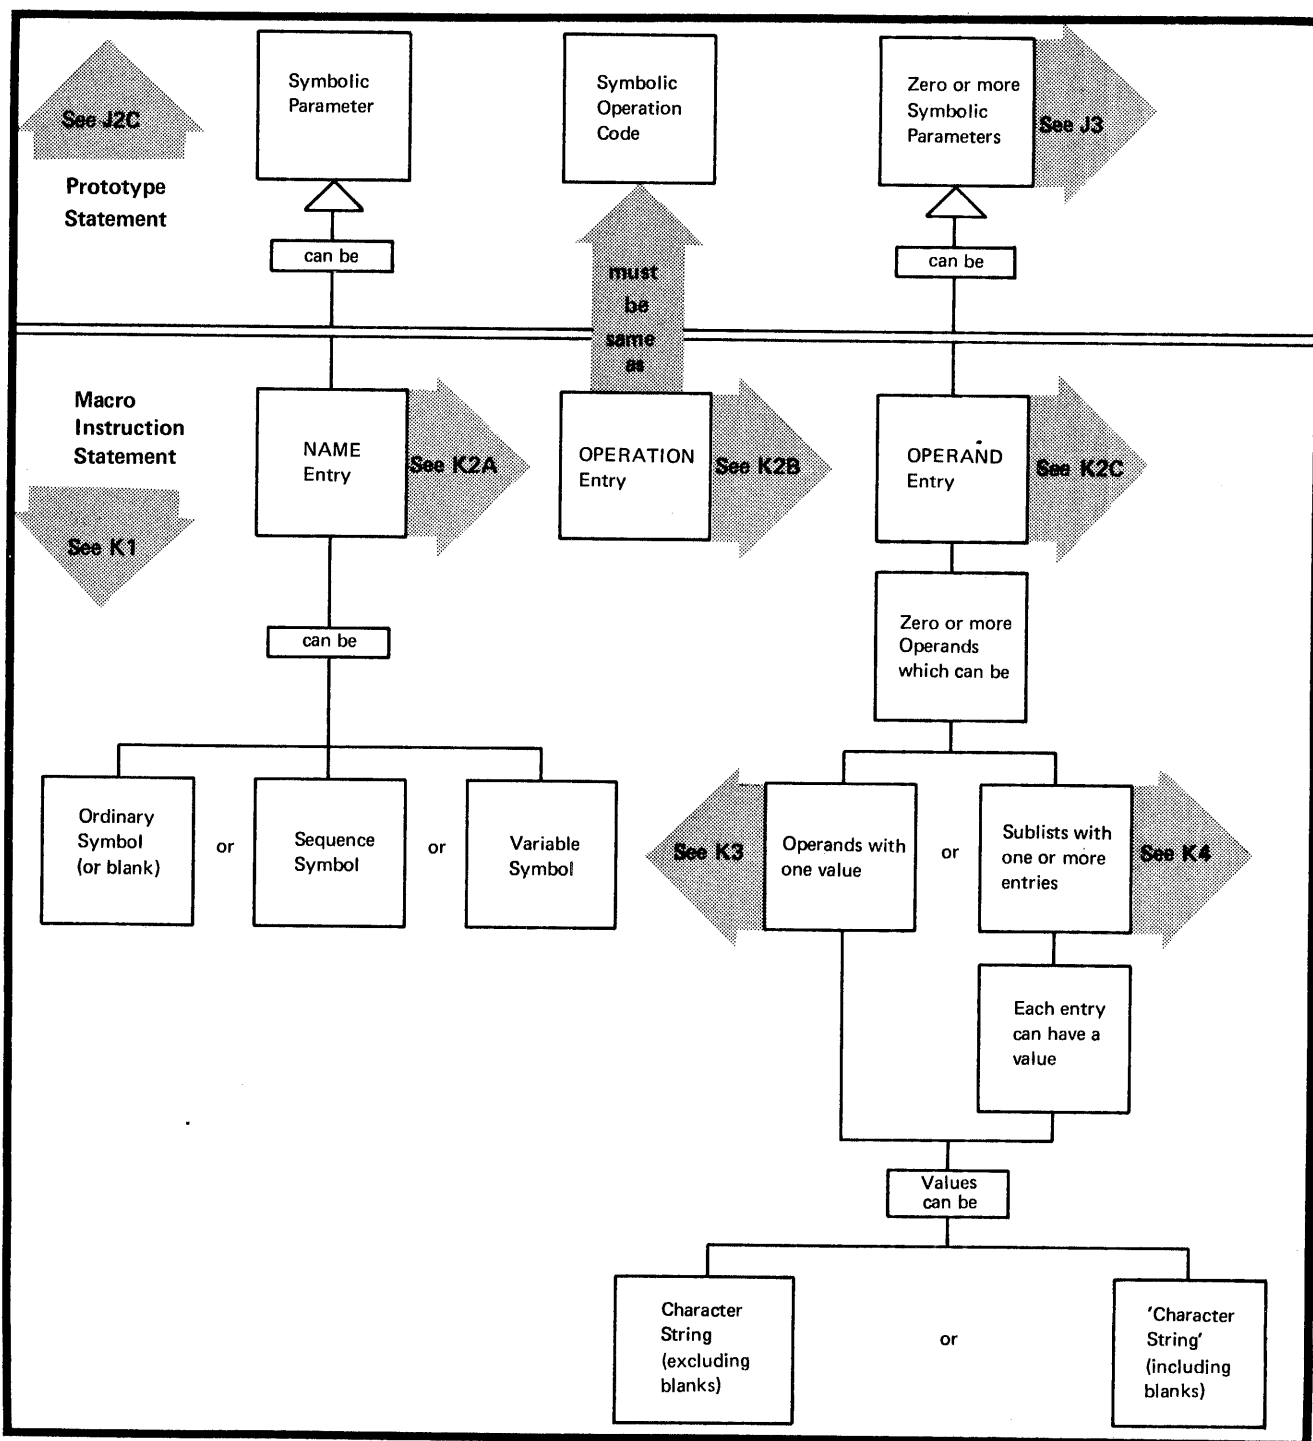 See J2C
Prototype
Statement
Symbolic
Parameter
Symbolic
Operation
Code
Zero or more
Symbolic
Parameters
See J3
can be
must
be
same
as
can be
Macro
Instruction
Statement
See K1
NAME
Entry
See K2A
OPERATION
Entry
See K2B
OPERAND
Entry
See K2C
can be
Zero or more
Operands
which can be
Ordinary
Symbol
(or blank)
or
Sequence
Symbol
or
Variable
Symbol
See K3
Operands with
one value
or
Sublists with
one or more
entries
See K4
Each entry
can have a
value
Values
can be
Character
String
(excluding
blanks)
or
'Character
String'
(including
blanks)